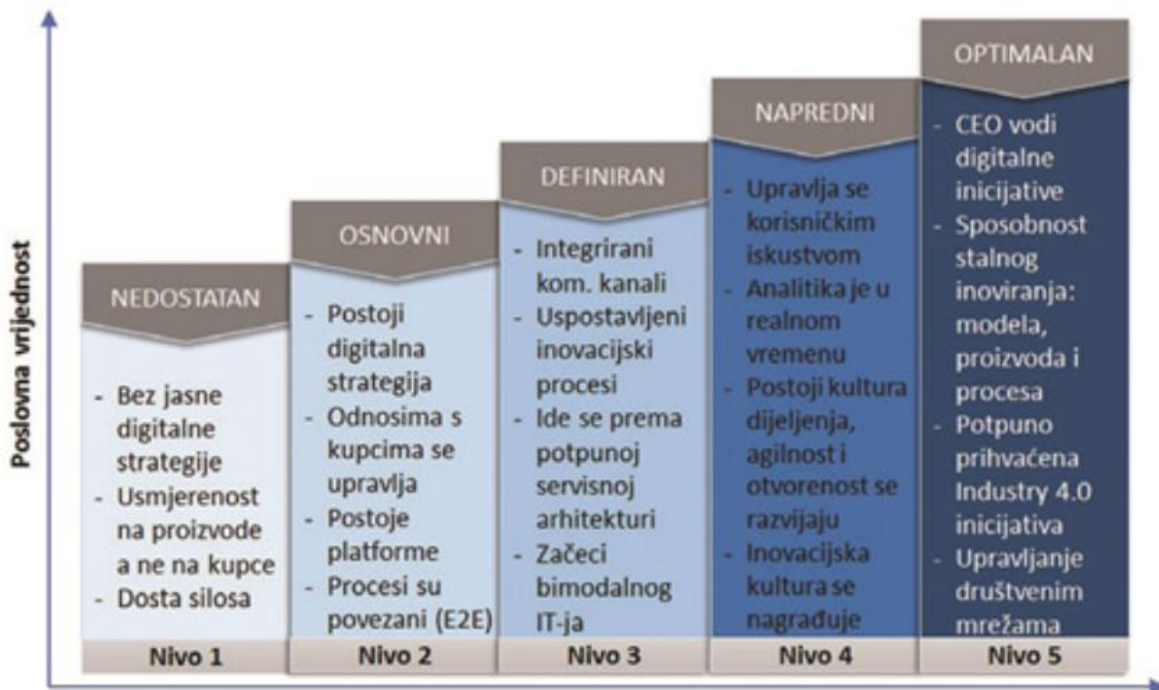 Poslovna vrijednost
NEDOSTATAN
- Bez jasne
digitalne
strategije
- Usmjerenost
na proizvode
a ne na kupce
- Dosta silosa
Nivo 1
OSNOVNI
- Postoji
digitalna
strategija
- Odnosima s
kupcima se
upravlja
- Postoje
platforme
- Procesi su
povezani (E2E)
Nivo 2
DEFINIRAN
- Integrirani
kom. kanali
- Uspostavljeni
inovacijski
procesi
- Ide se prema
potpunoj
servisnoj
arhitekturi
- Začeci
bimodalnog
IT-ja
Nivo 3
NAPREDNI
- Upravlja se
korisničkim
iskustvom
- Analitika je u
realnom
vremenu
- Postoji kultura
dijeljenja,
agilnost i
otvorenost se
razvijaju
- Inovacijska
kultura se
nagrađuje
Nivo 4
OPTIMALAN
- CEO vodi
digitalne
inicijative
- Sposobnost
stalnog
inoviranja:
modela,
proizvoda i
procesa
- Potpuno
prihvaćena
Industry 4.0
inicijativa
- Upravljanje
društvenim
mrežama
Nivo 5